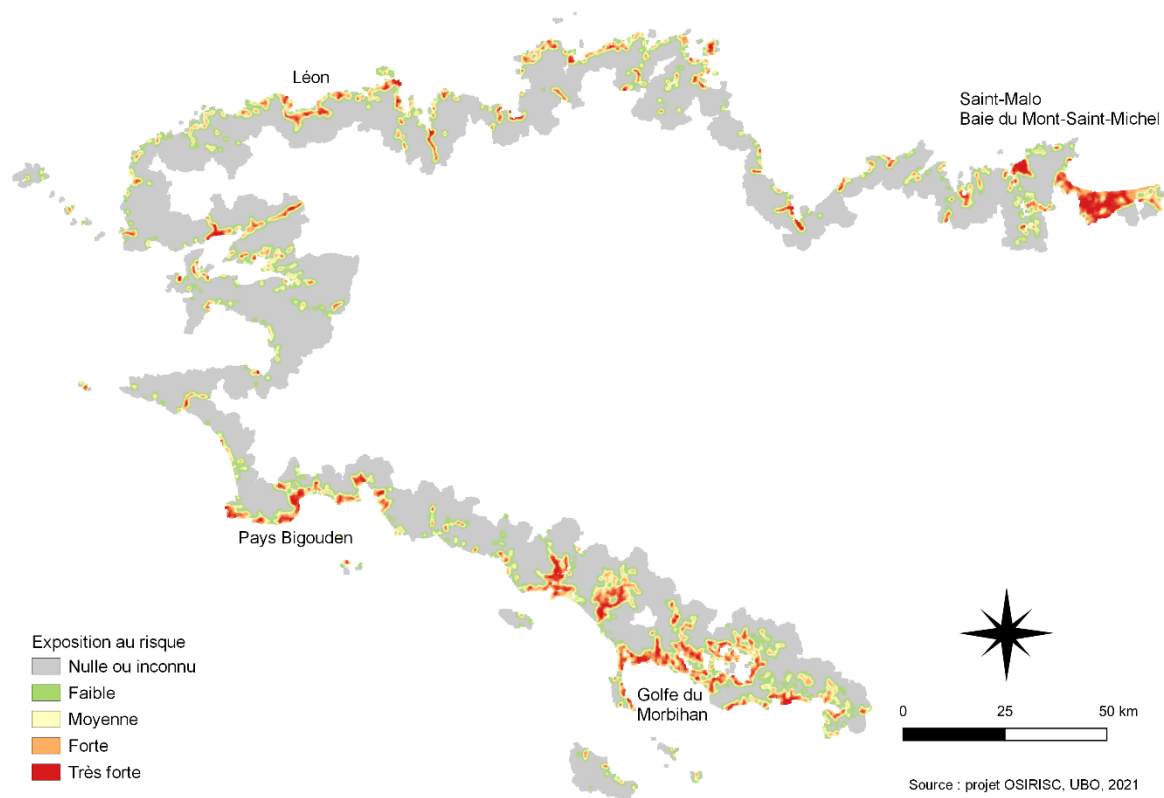 Léon
Saint-Malo
Baie du Mont-Saint-Michel
Pays Bigouden
Golfe du
Morbihan
Exposition au risque
Nulle ou inconnu
Faible
Moyenne
Forte
Très forte
0 25 50 km
Source : projet OSIRISC, UBO, 2021